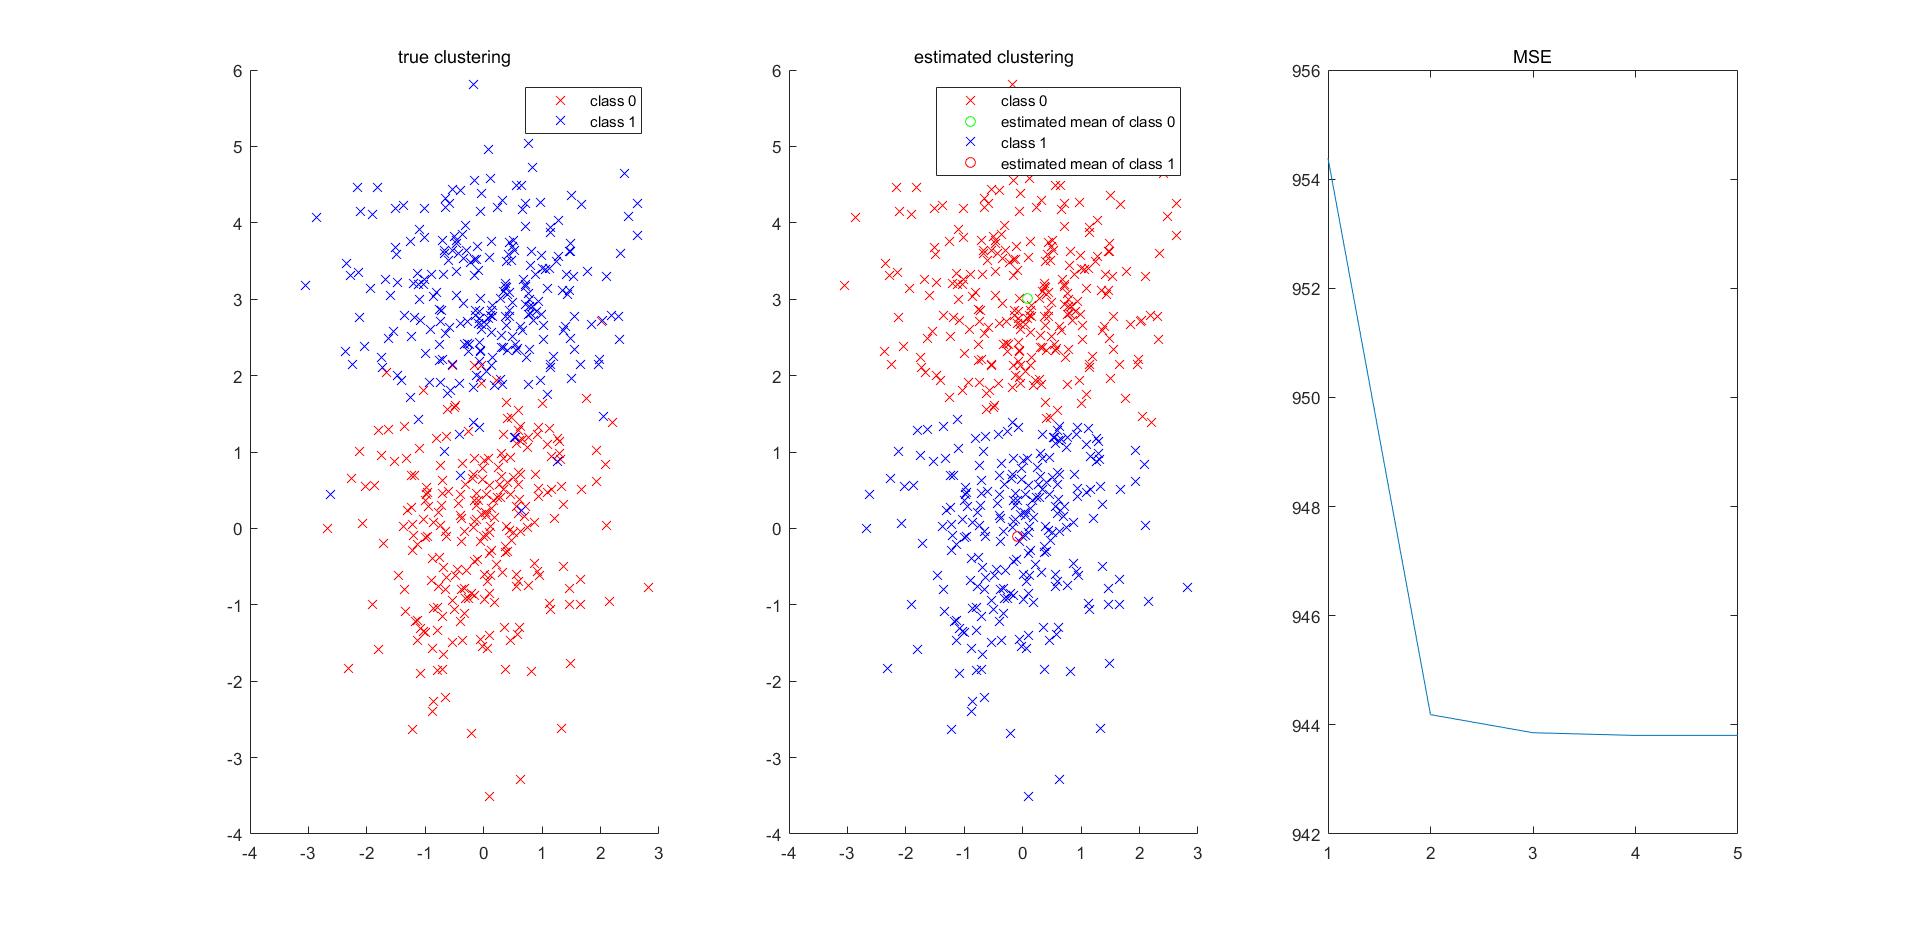 true clustering
6
5
4
3
2
1
0
-1
-2
-3
-4
-4 -3 -2 -1 0 1 2 3
class 0
class 1
estimated clustering
6
5
4
3
2
1
0
-1
-2
-3
-4
-4 -3 -2 -1 0 1 2 3
class 0
estimated mean of class 0
class 1
estimated mean of class 1
MSE
956
954
952
950
948
946
944
942
1 2 3 4 5